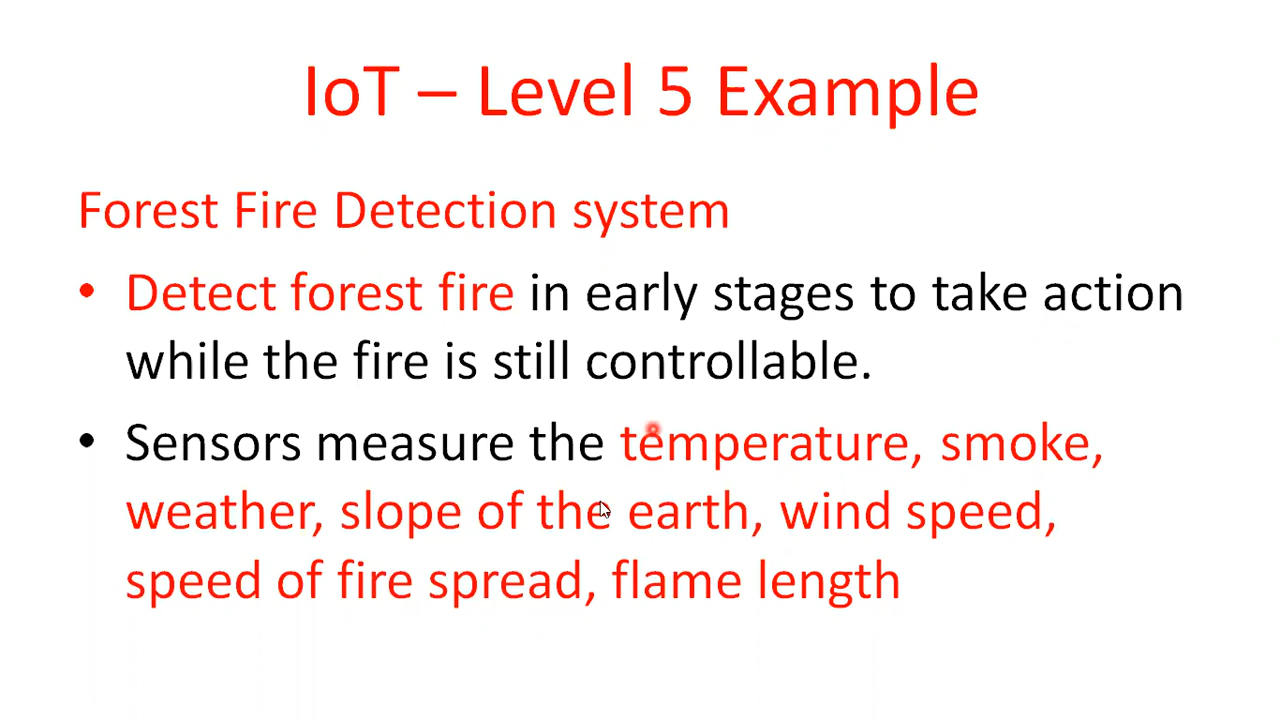 IoT – Level 5 Example
Forest Fire Detection system
• Detect forest fire in early stages to take action
while the fire is still controllable.
• Sensors measure the temperature, smoke,
weather, slope of the earth, wind speed,
speed of fire spread, flame length